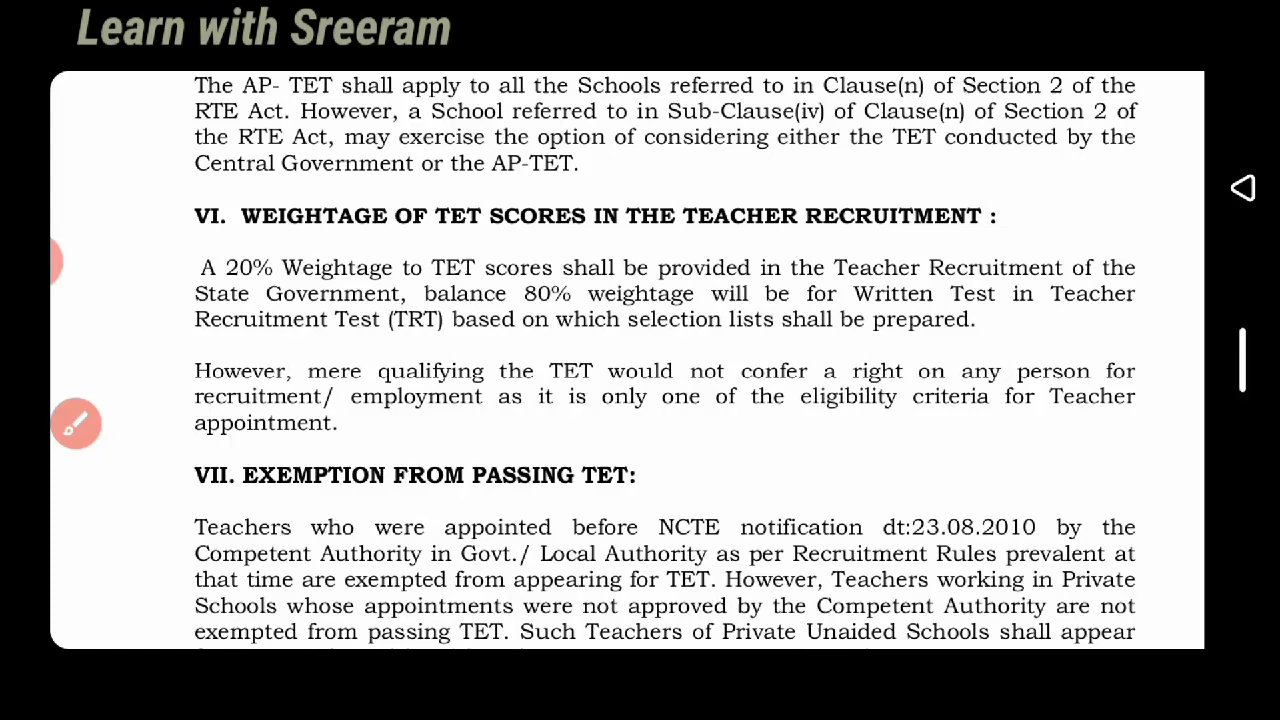 Learn with Sreeram
The AP- TET shall apply to all the Schools referred to in Clause(n) of Section 2 of the
RTE Act. However, a School referred to in Sub-Clause(iv) of Clause(n) of Section 2 of
the RTE Act, may exercise the option of considering either the TET conducted by the
Central Government or the AP-TET.
VI. WEIGHTAGE OF TET SCORES IN THE TEACHER RECRUITMENT :
A 20% Weightage to TET scores shall be provided in the Teacher Recruitment of the
State Government, balance 80% weightage will be for Written Test in Teacher
Recruitment Test (TRT) based on which selection lists shall be prepared.
However, mere qualifying the TET would not confer a right on any person for
recruitment/ employment as it is only one of the eligibility criteria for Teacher
appointment.
VII. EXEMPTION FROM PASSING TET:
Teachers who were appointed before NCTE notification dt:23.08.2010 by the
Competent Authority in Govt./ Local Authority as per Recruitment Rules prevalent at
that time are exempted from appearing for TET. However, Teachers working in Private
Schools whose appointments were not approved by the Competent Authority are not
exempted from passing TET. Such Teachers of Private Unaided Schools shall appear